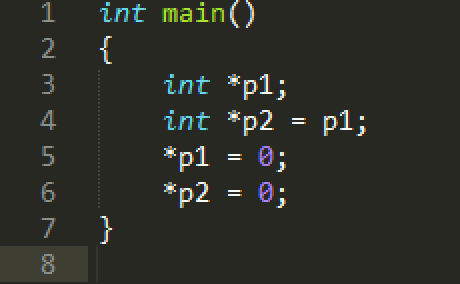 1 int main()
2 {
3     int *p1;
4     int *p2 = p1;
5     *p1 = 0;
6     *p2 = 0;
7 }
8